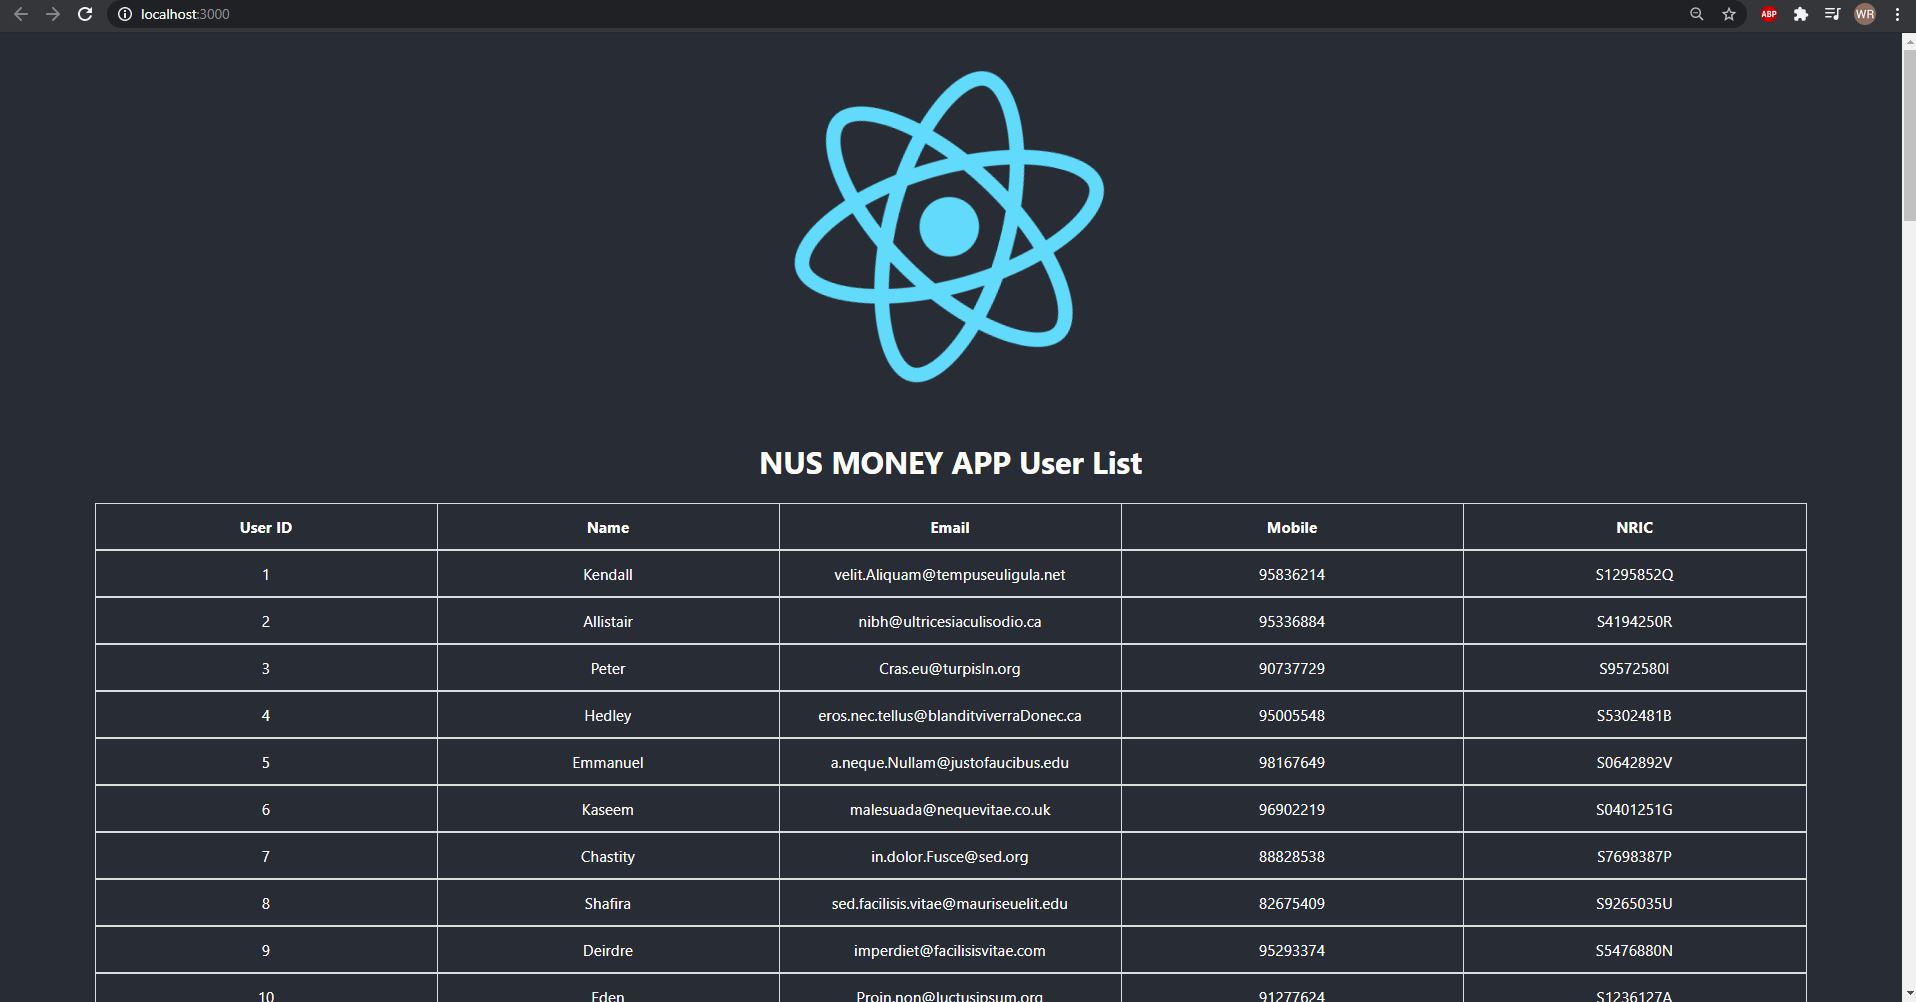 localhost:3000
ABP
WR
NUS MONEY APP User List
User ID Name Email Mobile NRIC
1 Kendall velit.Aliquam@tempuseuligula.net 95836214 S1295852Q
2 Allistair nibh@ultricesiaculisodio.ca 95336884 S4194250R
3 Peter Cras.eu@turpisIn.org 90737729 S9572580I
4 Hedley eros.nec.tellus@blanditviverraDonec.ca 95005548 S5302481B
5 Emmanuel a.neque.Nullam@justofaucibus.edu 98167649 S0642892V
6 Kaseem malesuada@nequevitae.co.uk 96902219 S0401251G
7 Chastity in.dolor.Fusce@sed.org 88828538 S7698387P
8 Shafira sed.facilisis.vitae@mauriseuelit.edu 82675409 S9265035U
9 Deirdre imperdiet@facilisisvitae.com 95293374 S5476880N
10 Eden Proin.non@luctusipsum.org 91277624 S1236127A